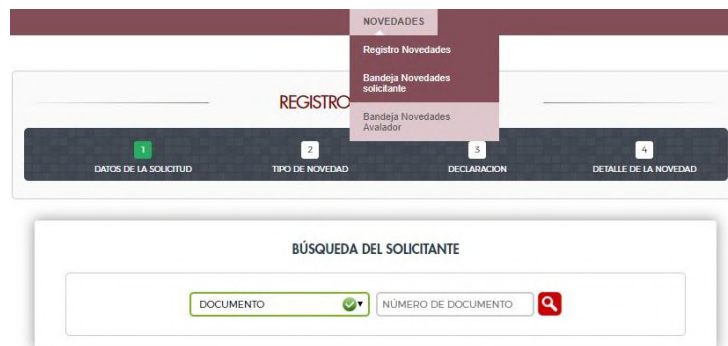 NOVEDADES
Registro Novedades
Bandeja Novedades
solicitante
Bandeja Novedades
Avalador
REGISTRO
1
DATOS DE LA SOLICITUD
2
TIPO DE NOVEDAD
3
DECLARACION
4
DETALLE DE LA NOVEDAD
BÚSQUEDA DEL SOLICITANTE
DOCUMENTO
NÚMERO DE DOCUMENTO